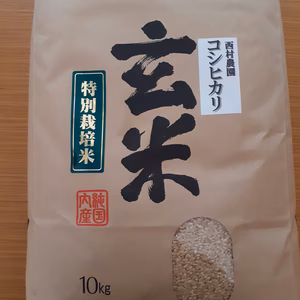 西村農園
コシヒカリ
玄米
特別栽培米
純国
内産
10kg